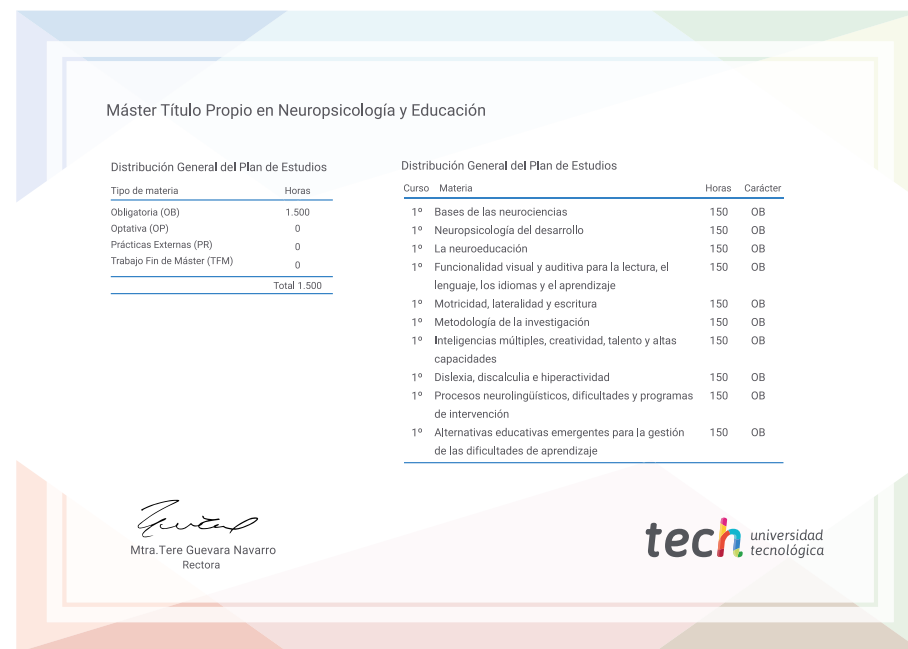 Máster Título Propio en Neuropsicología y Educación
Distribución General del Plan de Estudios
Tipo de materia Horas
Obligatoria (OB) 1.500
Optativa (OP) 0
Prácticas Externas (PR) 0
Trabajo Fin de Máster (TFM) 0
Total 1.500
Distribución General del Plan de Estudios
Curso Materia Horas Carácter
1º Bases de las neurociencias 150 OB
1º Neuropsicología del desarrollo 150 OB
1º La neuroeducación 150 OB
1º Funcionalidad visual y auditiva para la lectura, el 150 OB
lenguaje, los idiomas y el aprendizaje
1º Motricidad, lateralidad y escritura 150 OB
1º Metodología de la investigación 150 OB
1º Inteligencias múltiples, creatividad, talento y altas 150 OB
capacidades
1º Dislexia, discalculia e hiperactividad 150 OB
1º Procesos neurolingüísticos, dificultades y programas 150 OB
de intervención
1º Alternativas educativas emergentes para la gestión 150 OB
de las dificultades de aprendizaje
Mtra.Tere Guevara Navarro
Rectora
tech universidad
tecnológica